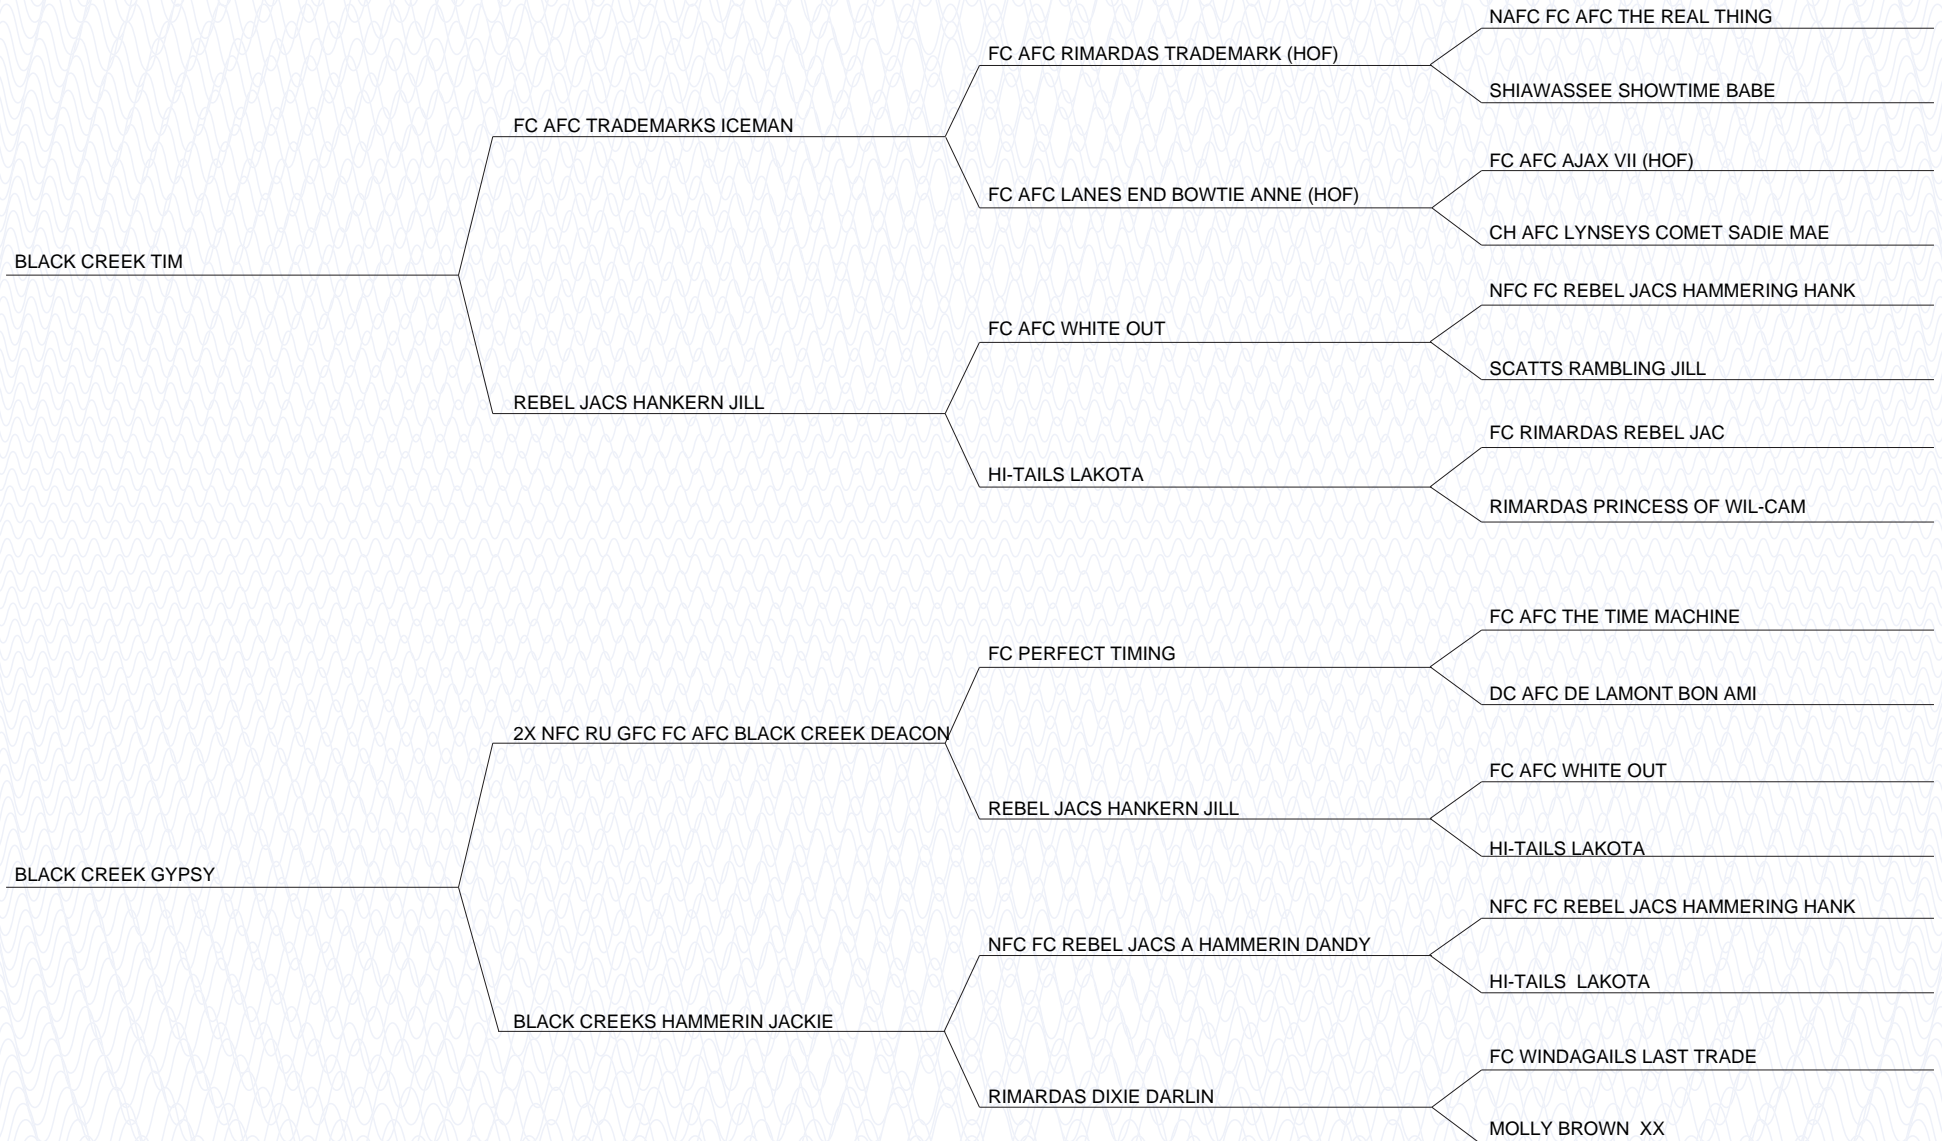 NAFC FC AFC THE REAL THING
FC AFC RIMARDAS TRADEMARK (HOF)
SHIAWASSEE SHOWTIME BABE
FC AFC TRADEMARKS ICEMAN
FC AFC AJAX VII (HOF)
FC AFC LANES END BOWTIE ANNE (HOF)
CH AFC LYNSEYS COMET SADIE MAE
BLACK CREEK TIM
NFC FC REBEL JACS HAMMERING HANK
FC AFC WHITE OUT
SCATTS RAMBLING JILL
REBEL JACS HANKERN JILL
FC RIMARDAS REBEL JAC
HI-TAILS LAKOTA
RIMARDAS PRINCESS OF WIL-CAM
FC AFC THE TIME MACHINE
FC PERFECT TIMING
DC AFC DE LAMONT BON AMI
2X NFC RU GFC FC AFC BLACK CREEK DEACON
FC AFC WHITE OUT
REBEL JACS HANKERN JILL
HI-TAILS LAKOTA
BLACK CREEK GYPSY
NFC FC REBEL JACS HAMMERING HANK
NFC FC REBEL JACS A HAMMERIN DANDY
HI-TAILS  LAKOTA
BLACK CREEKS HAMMERIN JACKIE
FC WINDAGAILS LAST TRADE
RIMARDAS DIXIE DARLIN
MOLLY BROWN  XX